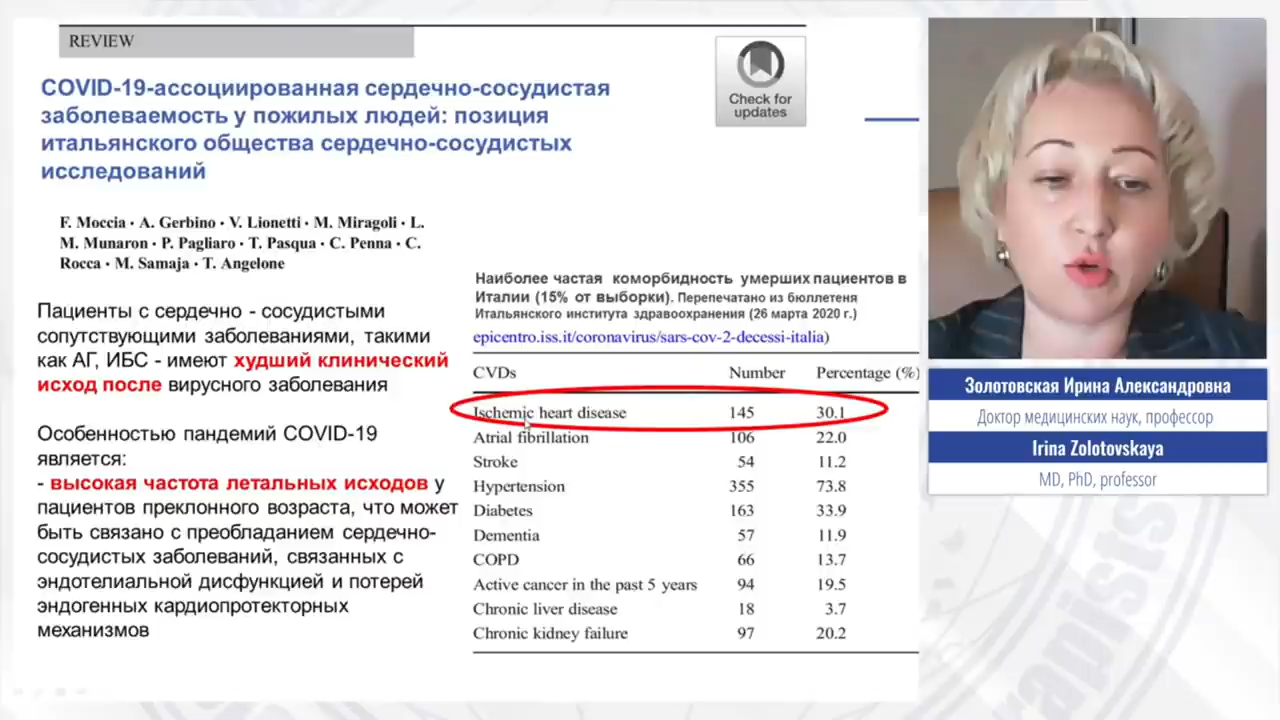 REVIEW
Check for
updates
COVID-19-ассоциированная сердечно-сосудистая
заболеваемость у пожилых людей: позиция
итальянского общества сердечно-сосудистых
исследований
F. Moccia · A. Gerbino · V. Lionetti · M. Miragoli · L.
M. Munaron · P. Pagliaro · T. Pasqua · C. Penna · C.
Rocca · M. Samaja · T. Angelone
Пациенты с сердечно - сосудистыми
сопутствующими заболеваниями, такими
как АГ, ИБС - имеют худший клинический
исход после вирусного заболевания
Особенностью пандемий COVID-19
является:
- высокая частота летальных исходов у
пациентов преклонного возраста, что может
быть связано с преобладанием сердечно-
сосудистых заболеваний, связанных с
эндотелиальной дисфункцией и потерей
эндогенных кардиопротекторных
механизмов
Наиболее частая коморбидность умерших пациентов в
Италии (15% от выборки). Перепечатано из бюллетеня
Итальянского института здравоохранения (26 марта 2020 г.)
epicentro.iss.it/coronavirus/sars-cov-2-decessi-italia)
CVDs Number Percentage (%)
Ischemic heart disease 145 30.1
Atrial fibrillation 106 22.0
Stroke 54 11.2
Hypertension 355 73.8
Diabetes 163 33.9
Dementia 57 11.9
COPD 66 13.7
Active cancer in the past 5 years 94 19.5
Chronic liver disease 18 3.7
Chronic kidney failure 97 20.2
Золотовская Ирина Александровна
Доктор медицинских наук, профессор
Irina Zolotovskaya
MD, PhD, professor